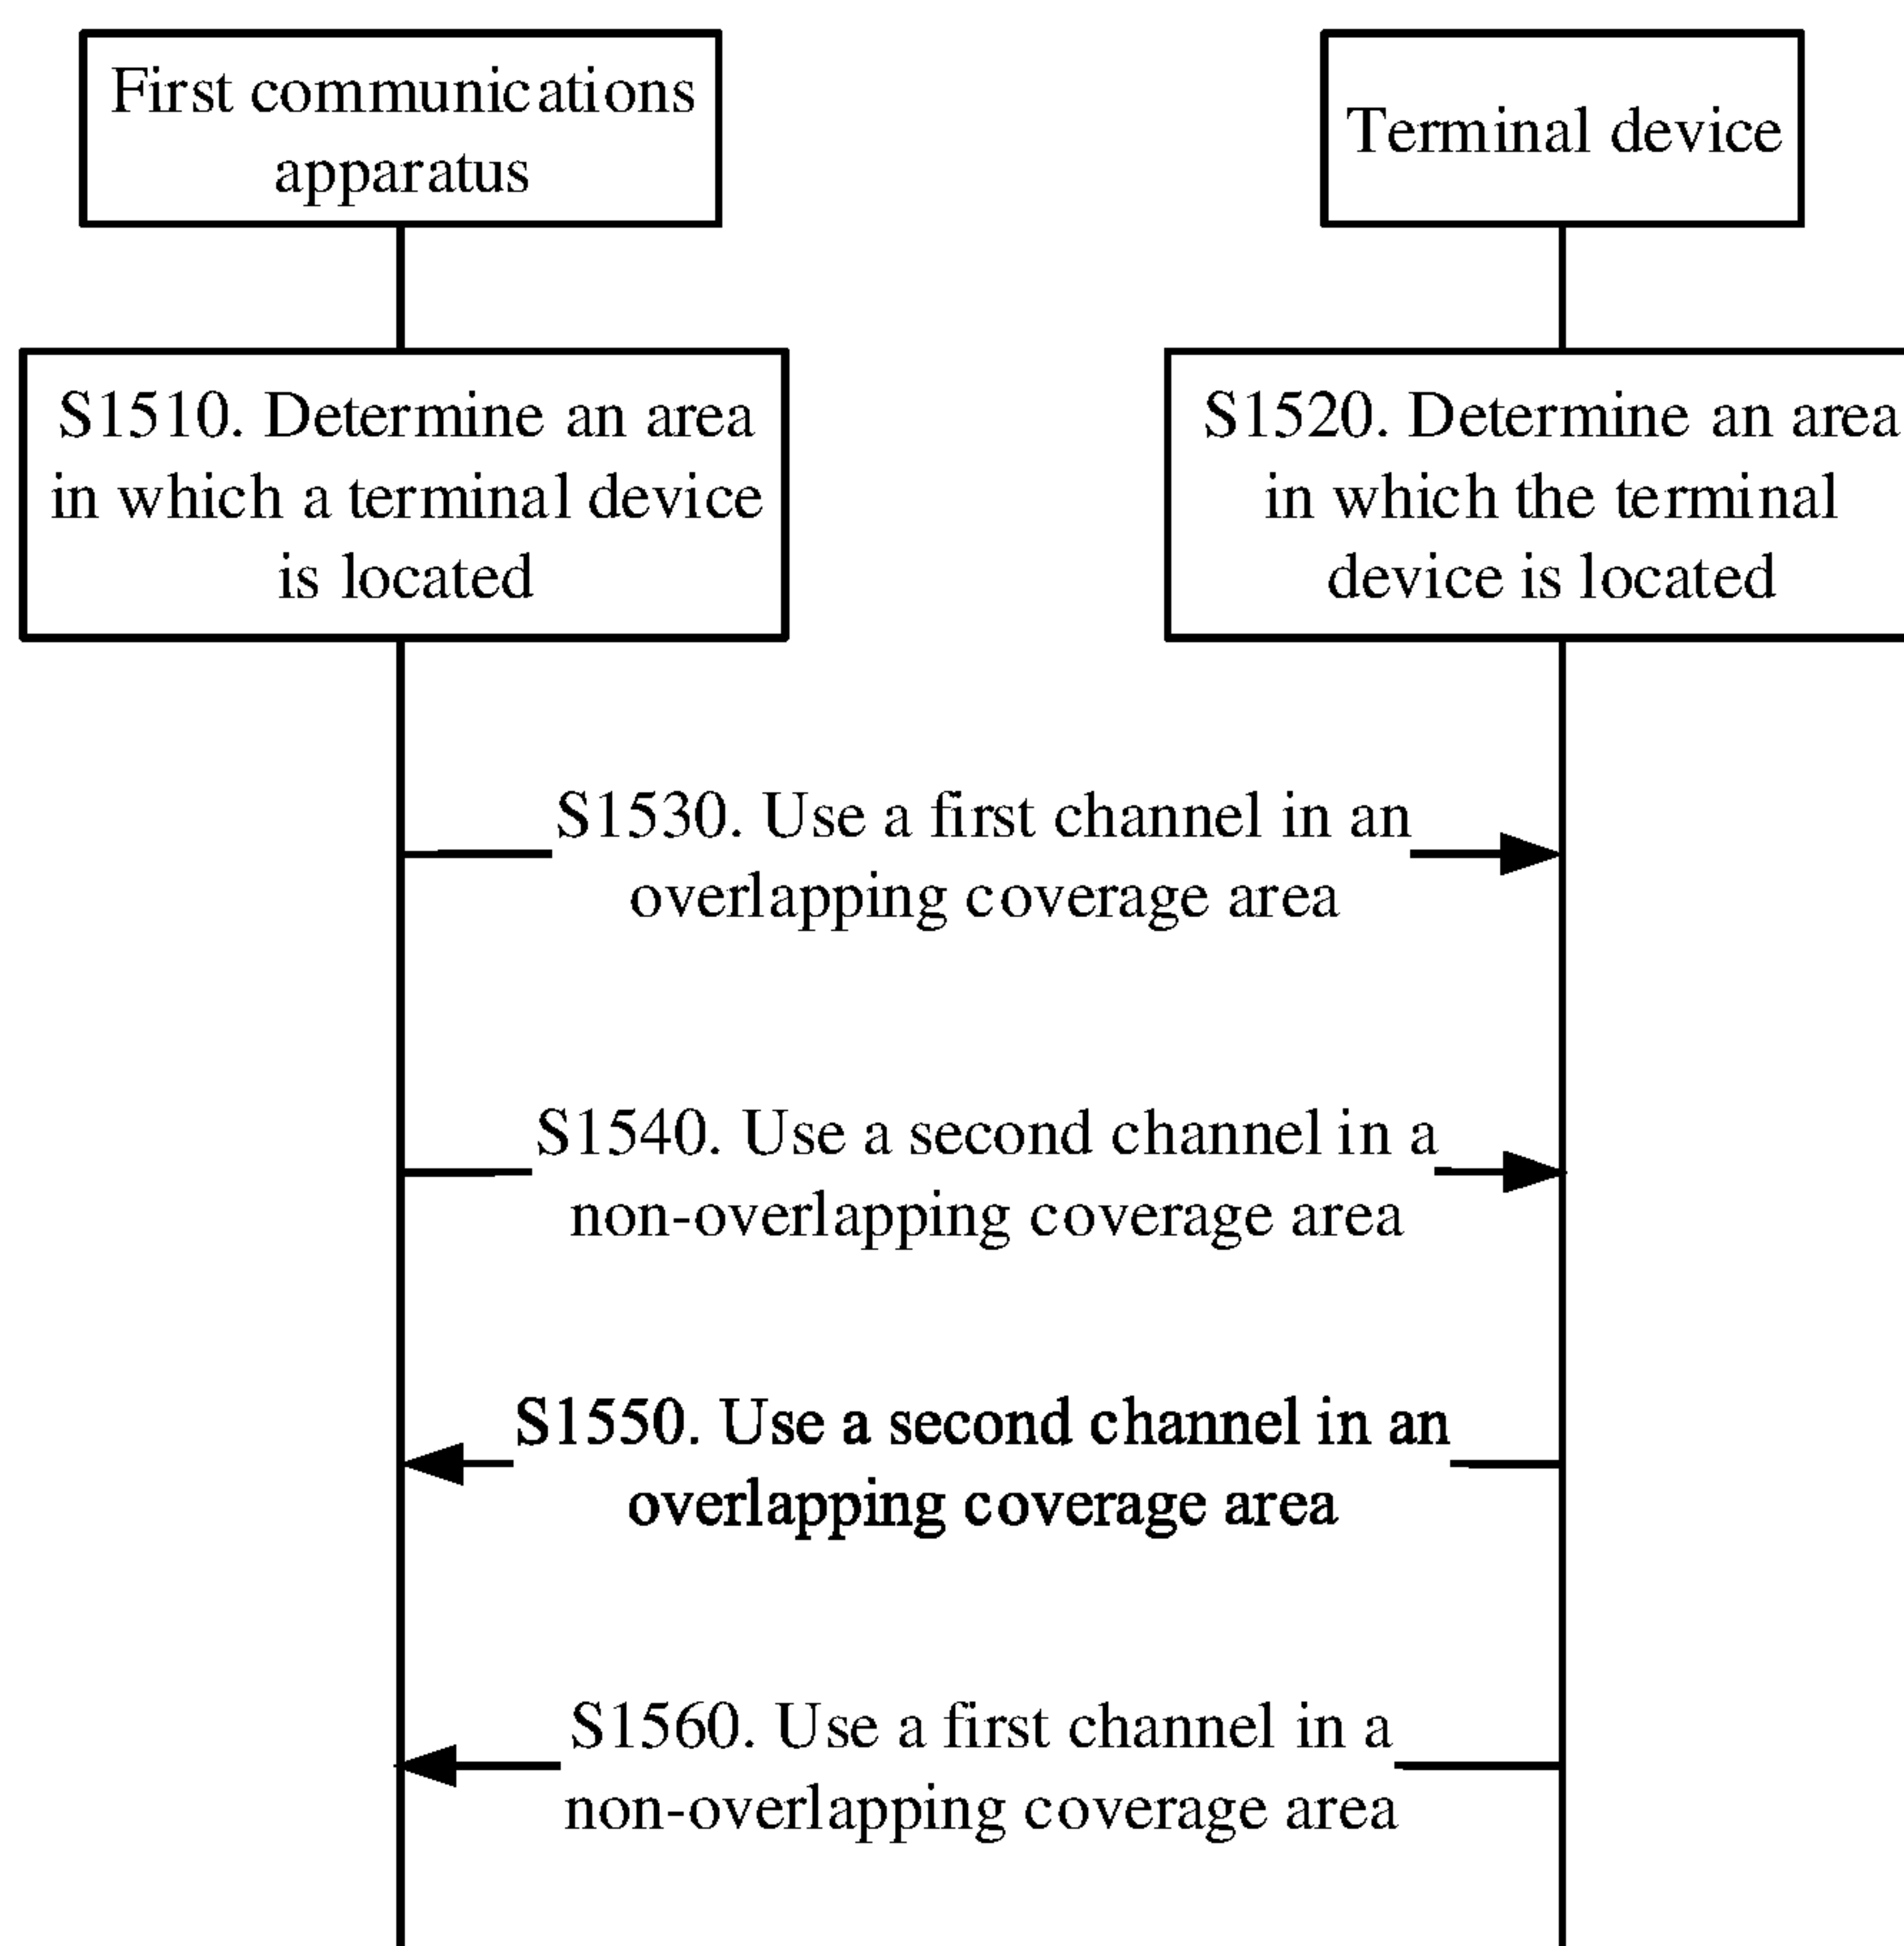 First communications
apparatus
Terminal device
S1510. Determine an area
in which a terminal device
is located
S1520. Determine an area
in which the terminal
device is located
S1530. Use a first channel in an
overlapping coverage area
S1540. Use a second channel in a
non-overlapping coverage area
S1550. Use a second channel in an
overlapping coverage area
S1560. Use a first channel in a
non-overlapping coverage area